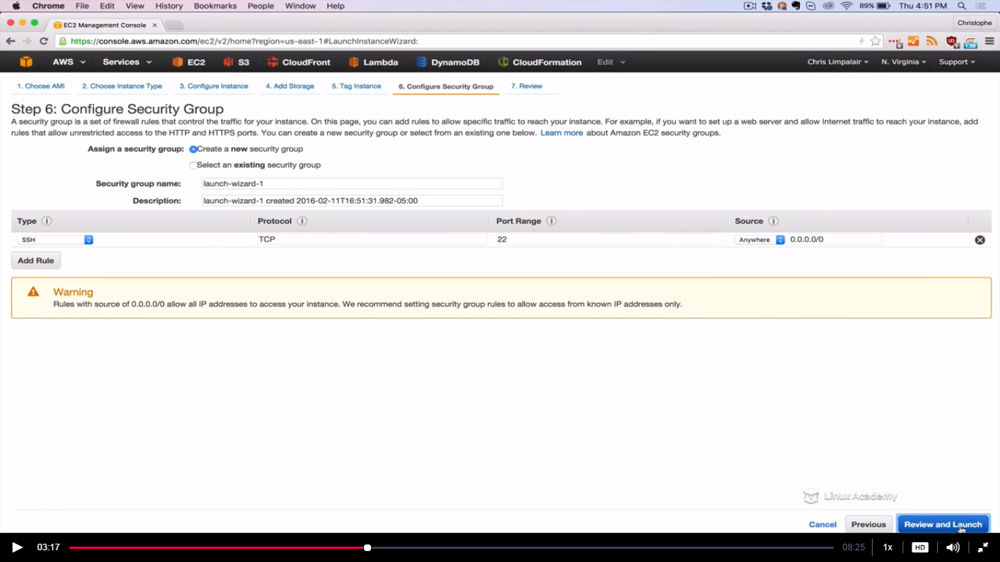 Chrome File Edit View History Bookmarks People Window Help 89% Thu 4:51 PM
EC2 Management Console Christophe
https://console.aws.amazon.com/ec2/v2/home?region=us-east-1#LaunchInstanceWizard:
AWS Services EC2 S3 CloudFront Lambda DynamoDB CloudFormation Edit Chris Limpalair N. Virginia Support
1. Choose AMI 2. Choose Instance Type 3. Configure Instance 4. Add Storage 5. Tag Instance 6. Configure Security Group 7. Review
Step 6: Configure Security Group
A security group is a set of firewall rules that control the traffic for your instance. On this page, you can add rules to allow specific traffic to reach your instance. For example, if you want to set up a web server and allow Internet traffic to reach your instance, add
rules that allow unrestricted access to the HTTP and HTTPS ports. You can create a new security group or select from an existing one below. Learn more about Amazon EC2 security groups.
Assign a security group: Create a new security group
Select an existing security group
Security group name: launch-wizard-1
Description: launch-wizard-1 created 2016-02-11T16:51:31.982-05:00
Type Protocol Port Range Source
SSH TCP 22 Anywhere 0.0.0.0/0
Add Rule
Warning
Rules with source of 0.0.0.0/0 allow all IP addresses to access your instance. We recommend setting security group rules to allow access from known IP addresses only.
Linux Academy
Cancel Previous Review and Launch
03:17 08:25 1x HD